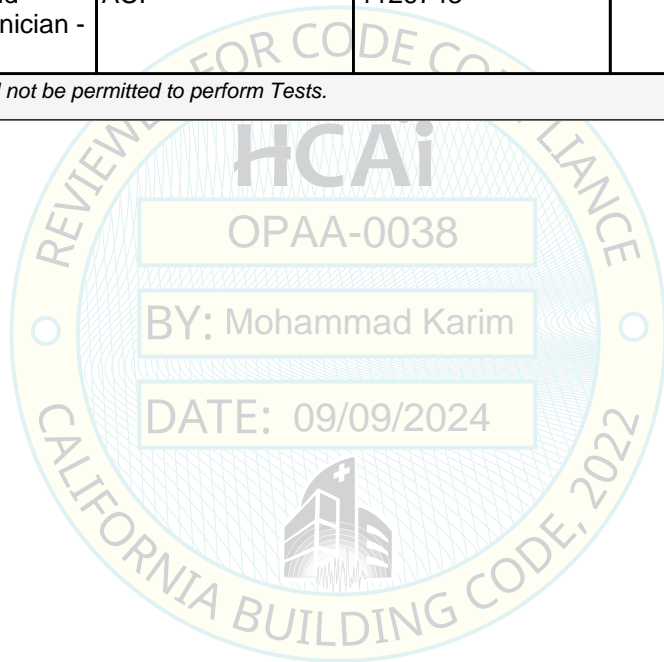 nician -
not be permitted to perform Tests.
REVIEWED FOR CODE COMPLIANCE
HCAi
OPAA-0038
BY: Mohammad Karim
DATE: 09/09/2024
CALIFORNIA BUILDING CODE, 2022